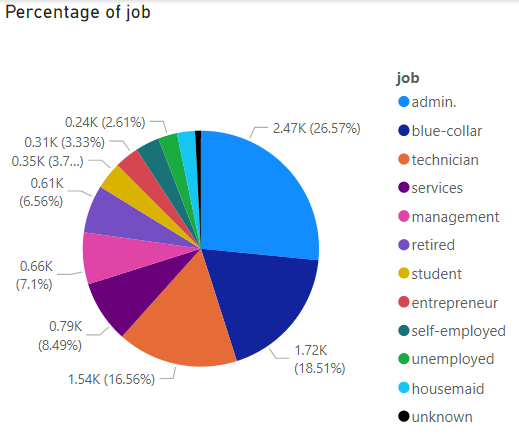 Percentage of job
job
admin.
blue-collar
technician
services
management
retired
student
entrepreneur
self-employed
unemployed
housemaid
unknown
2.47K (26.57%)
1.72K
(18.51%)
1.54K (16.56%)
0.79K
(8.49%)
0.66K
(7.1%)
0.61K
(6.56%)
0.35K (3.7...)
0.31K (3.33%)
0.24K (2.61%)